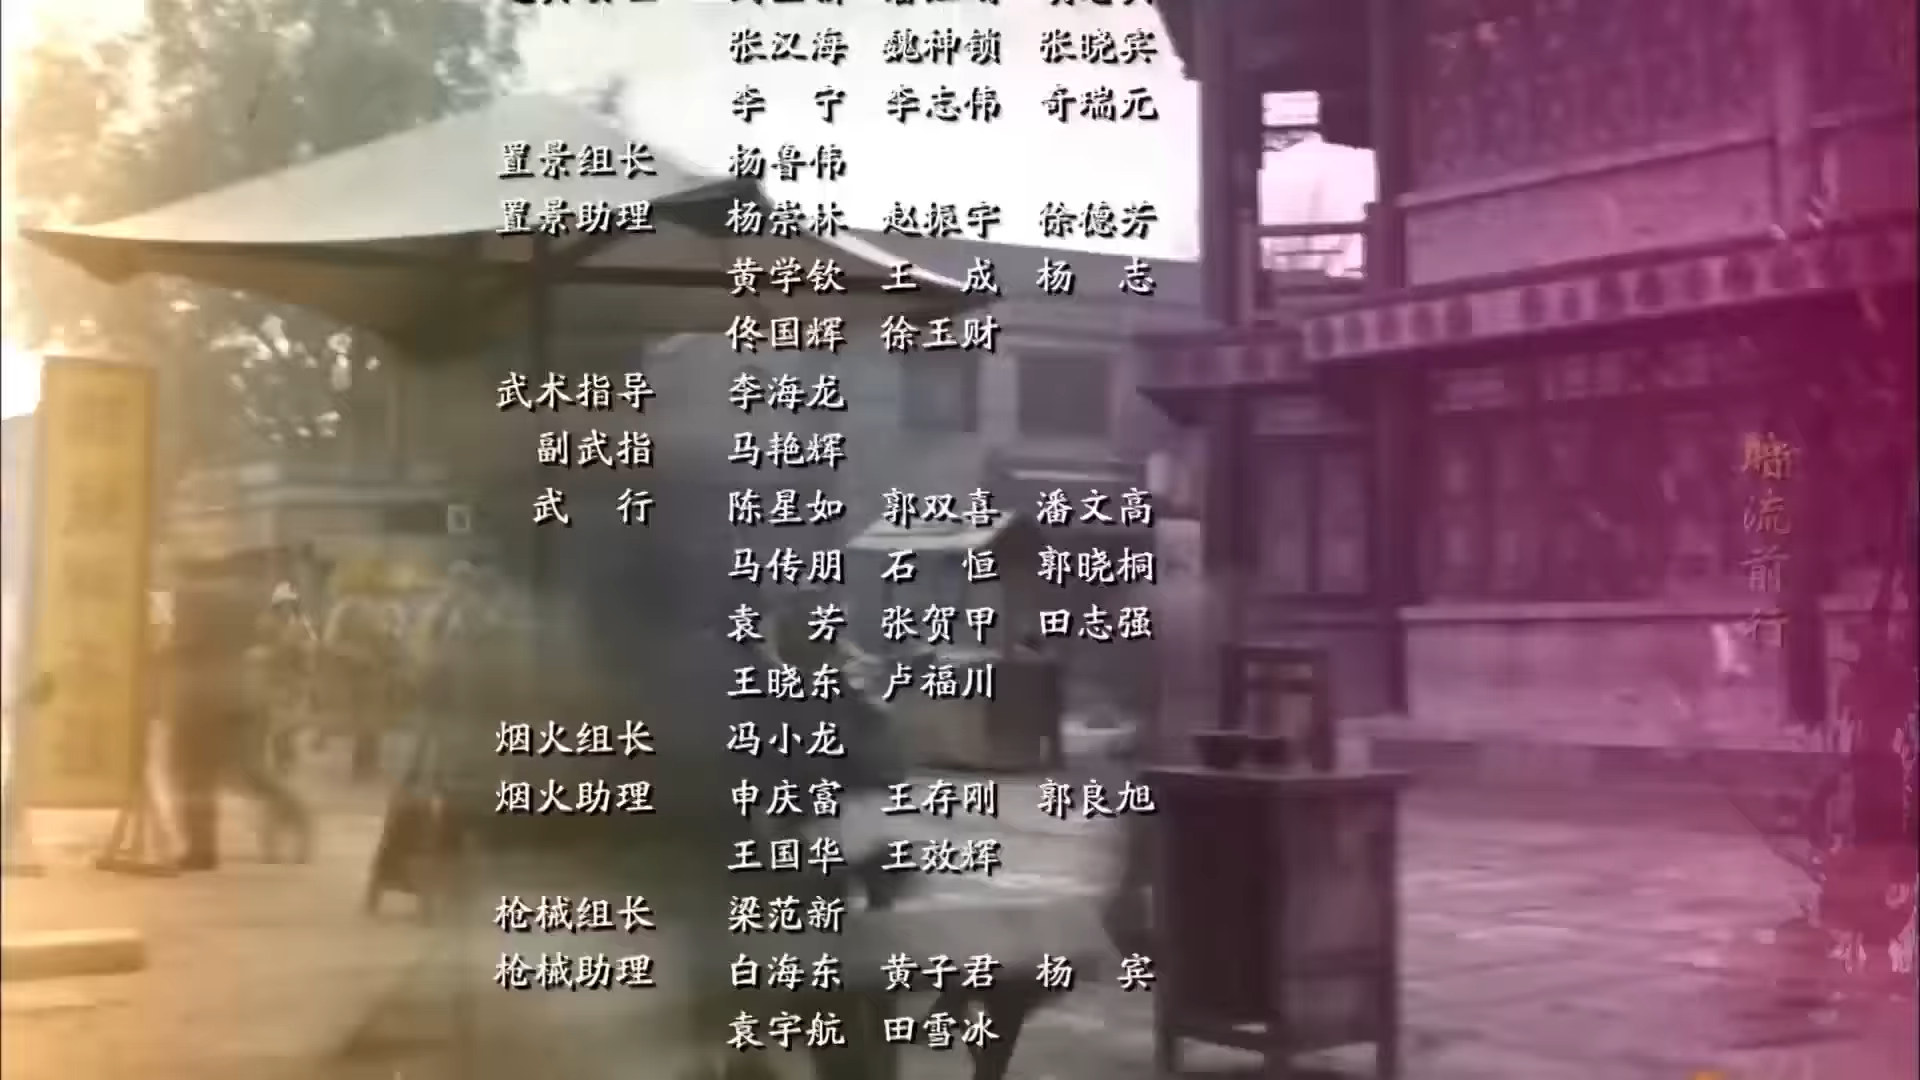 张汉海 魏种锁 张晓宾
李 宁 李志伟 奇瑞元
置景组长 杨鲁伟
置景助理 杨崇林 赵振宇 徐德芳
黄学钦 王 成 杨 志
佟国辉 徐玉财
武术指导 李海龙
副武指 马艳辉
武 行 陈星如 郭双喜 潘文高
马传朋 石 恒 郭晓桐
袁 芳 张贺甲 田志强
王晓东 卢福川
烟火组长 冯小龙
烟火助理 申庆富 王存刚 郭良旭
王国华 王效辉
枪械组长 梁范新
枪械助理 白海东 黄子君 杨 宾
袁宇航 田雪冰
流前行